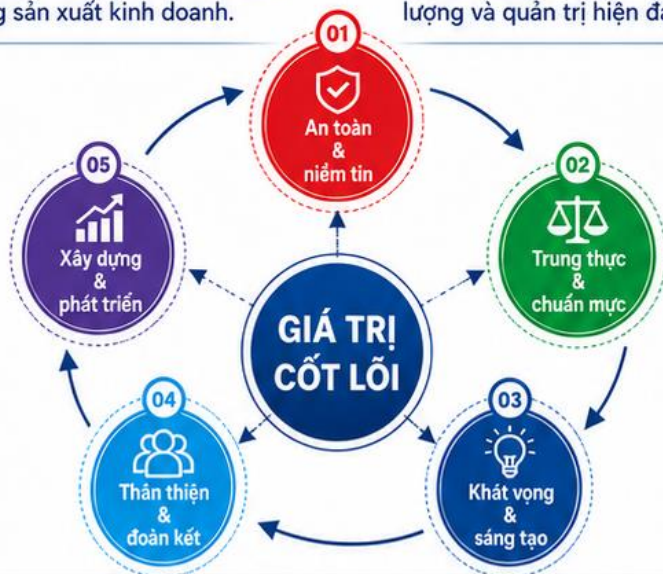 g sản xuất kinh doanh.
lượng và quản trị hiện đạ
01
An toàn
&
niềm tin
02
Trung thực
&
chuẩn mực
03
Khát vọng
&
sáng tạo
04
Thân thiện
&
đoàn kết
05
Xây dựng
&
phát triển
GIÁ TRỊ
CỐT LÕI